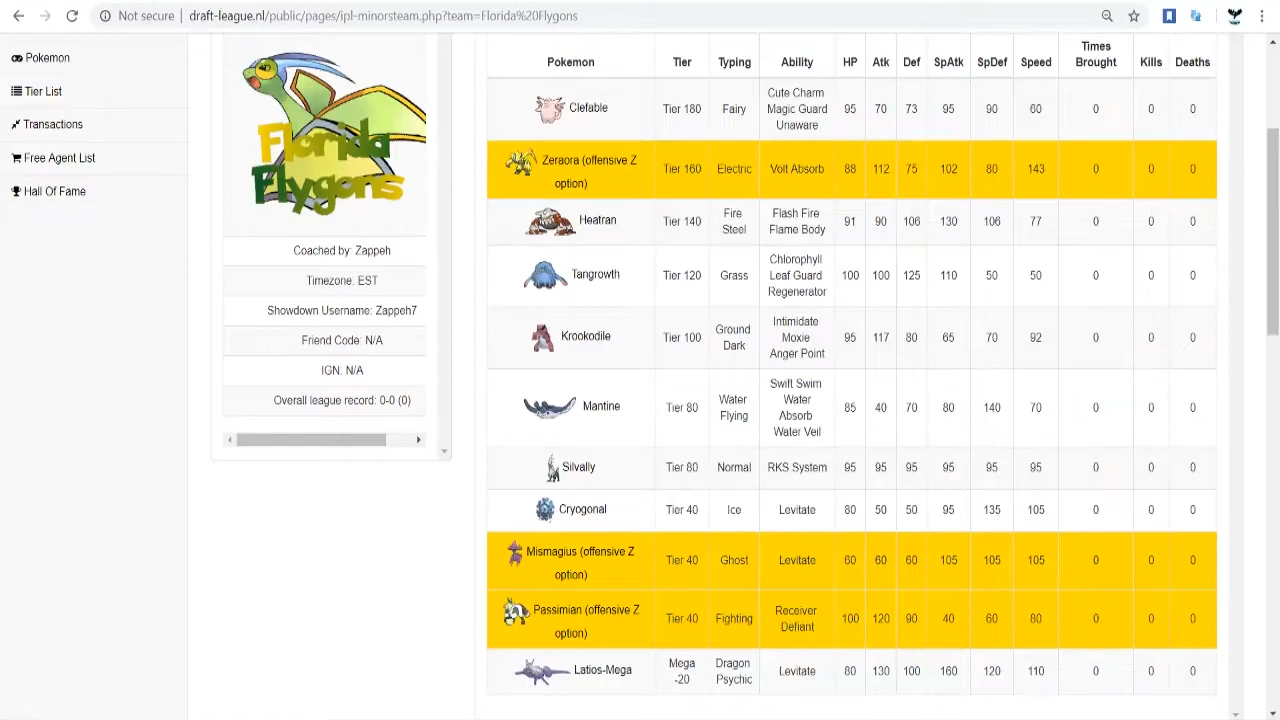 Not secure | draft-league.nl/public/pages/ipl-minorsteam.php?team=Florida%20Flygons
Pokemon
Tier List
Transactions
Free Agent List
Hall Of Fame
Florida
Flygons
Coached by: Zappeh
Timezone: EST
Showdown Username: Zappeh7
Friend Code: N/A
IGN: N/A
Overall league record: 0-0 (0)
Pokemon Tier Typing Ability HP Atk Def SpAtk SpDef Speed Times Brought Kills Deaths
Clefable Tier 180 Fairy Cute Charm Magic Guard Unaware 95 70 73 95 90 60 0 0 0
Zeraora (offensive Z option) Tier 160 Electric Volt Absorb 88 112 75 102 80 143 0 0 0
Heatran Tier 140 Fire Steel Flash Fire Flame Body 91 90 106 130 106 77 0 0 0
Tangrowth Tier 120 Grass Chlorophyll Leaf Guard Regenerator 100 100 125 110 50 50 0 0 0
Krookodile Tier 100 Ground Dark Intimidate Moxie Anger Point 95 117 80 65 70 92 0 0 0
Mantine Tier 80 Water Flying Swift Swim Water Absorb Water Veil 85 40 70 80 140 70 0 0 0
Silvally Tier 80 Normal RKS System 95 95 95 95 95 95 0 0 0
Cryogonal Tier 40 Ice Levitate 80 50 50 95 135 105 0 0 0
Mismagius (offensive Z option) Tier 40 Ghost Levitate 60 60 60 105 105 105 0 0 0
Passimian (offensive Z option) Tier 40 Fighting Receiver Defiant 100 120 90 40 60 80 0 0 0
Latios-Mega Mega -20 Dragon Psychic Levitate 80 130 100 160 120 110 0 0 0